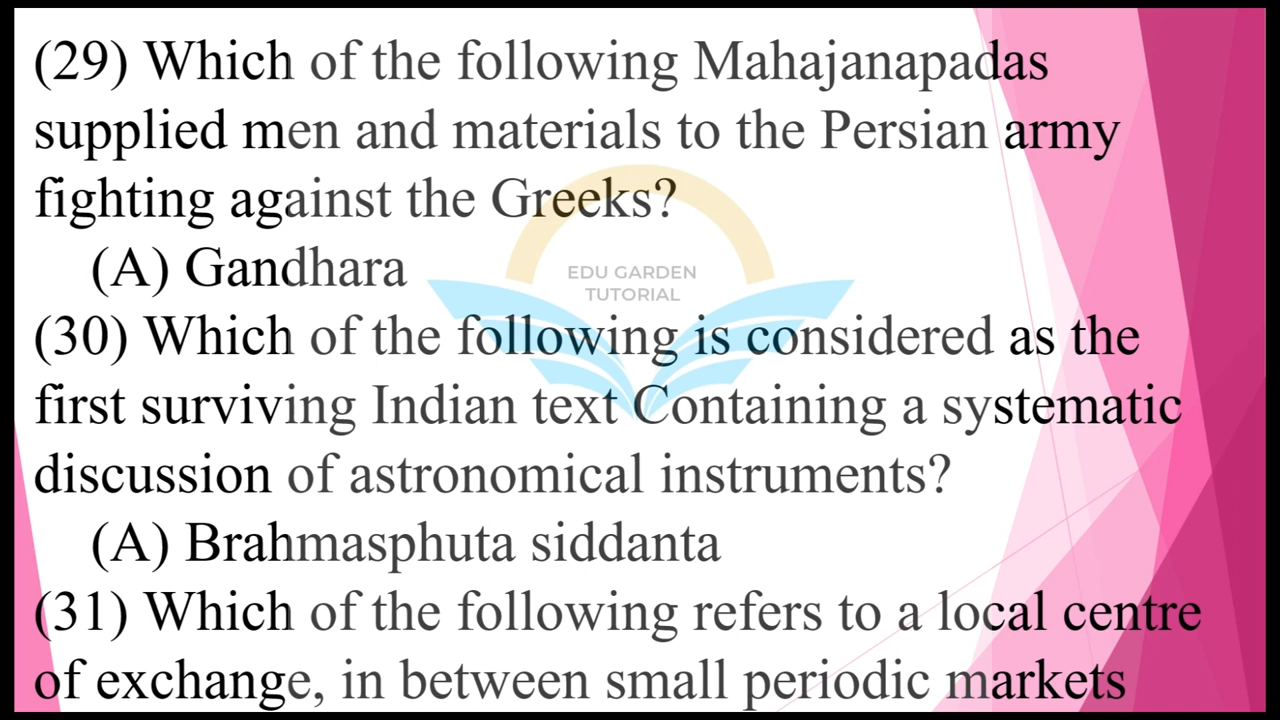 (29) Which of the following Mahajanapadas
supplied men and materials to the Persian army
fighting against the Greeks?
(A) Gandhara
EDU GARDEN
TUTORIAL
(30) Which of the following is considered as the
first surviving Indian text Containing a systematic
discussion of astronomical instruments?
(A) Brahmasphuta siddanta
(31) Which of the following refers to a local centre
of exchange, in between small periodic markets